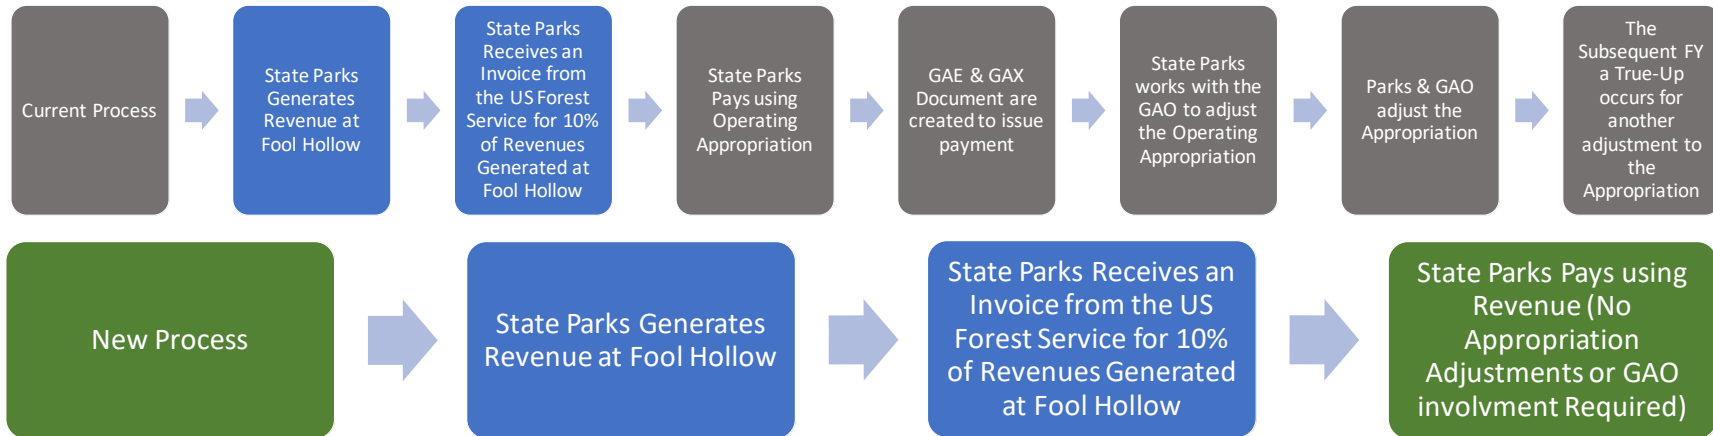 Current Process
State Parks
Generates
Revenue at
Fool Hollow
State Parks
Receives an
Invoice from
the US Forest
Service for 10%
of Revenues
Generated at
Fool Hollow
State Parks
Pays using
Operating
Appropriation
GAE & GAX
Document are
created to issue
payment
State Parks
works with the
GAO to adjust
the Operating
Appropriation
Parks & GAO
adjust the
Appropriation
The
Subsequent FY
a True-Up
occurs for
another
adjustment to
the
Appropriation
New Process
State Parks Generates
Revenue at Fool Hollow
State Parks Receives an
Invoice from the US
Forest Service for 10%
of Revenues Generated
at Fool Hollow
State Parks Pays using
Revenue (No
Appropriation
Adjustments or GAO
involvment Required)